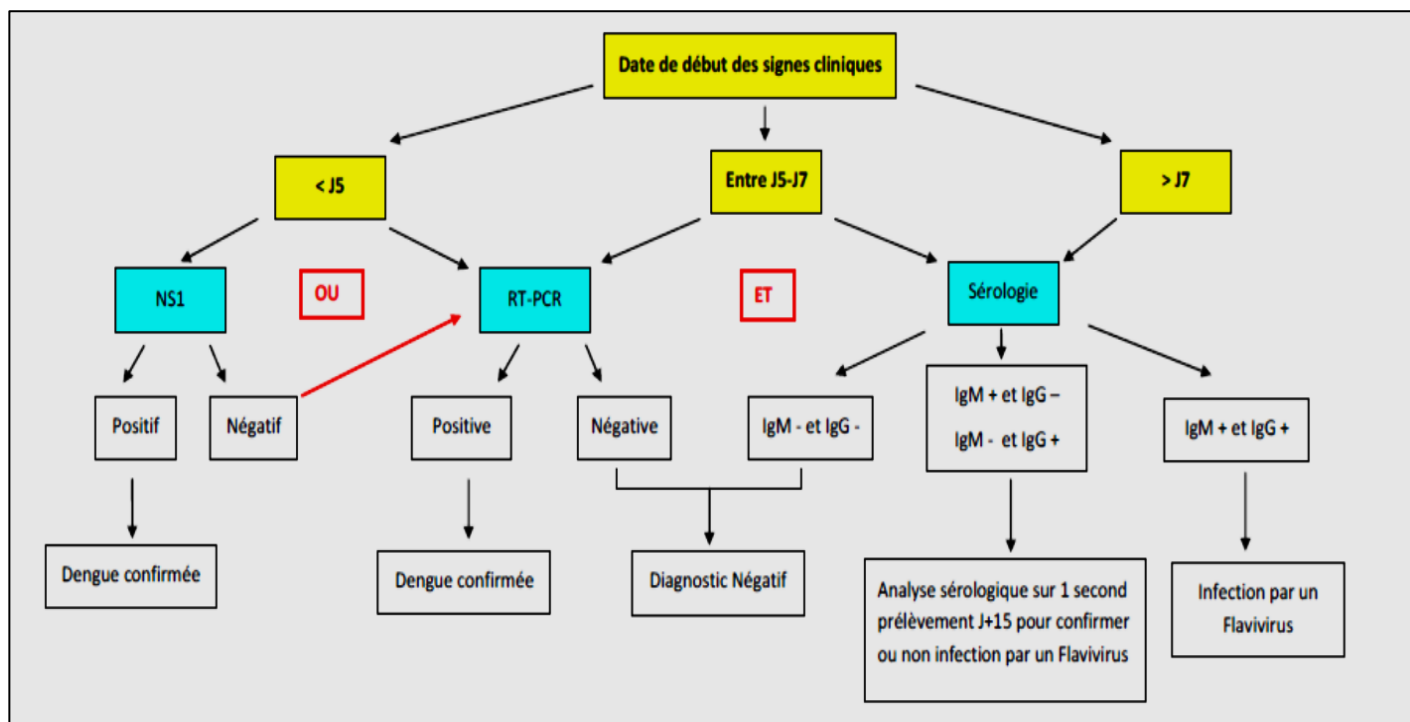 Date de début des signes cliniques
< J5
Entre J5-J7
> J7
NS1
OU
RT-PCR
ET
Sérologie
Positif
Négatif
Positive
Négative
IgM - et IgG -
IgM + et IgG –
IgM - et IgG +
IgM + et IgG +
Dengue confirmée
Dengue confirmée
Diagnostic Négatif
Analyse sérologique sur 1 second
prélèvement J+15 pour confirmer
ou non infection par un Flavivirus
Infection par un
Flavivirus